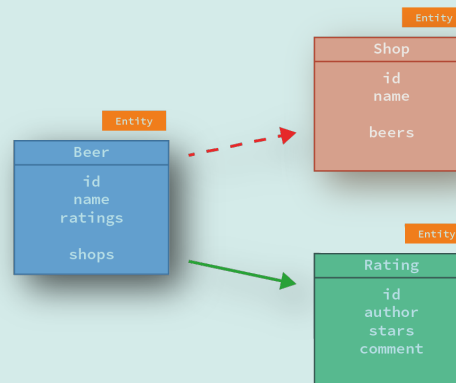 Entity
Shop
id
name
beers
Entity
Beer
id
name
ratings
shops
Entity
Rating
id
author
stars
comment